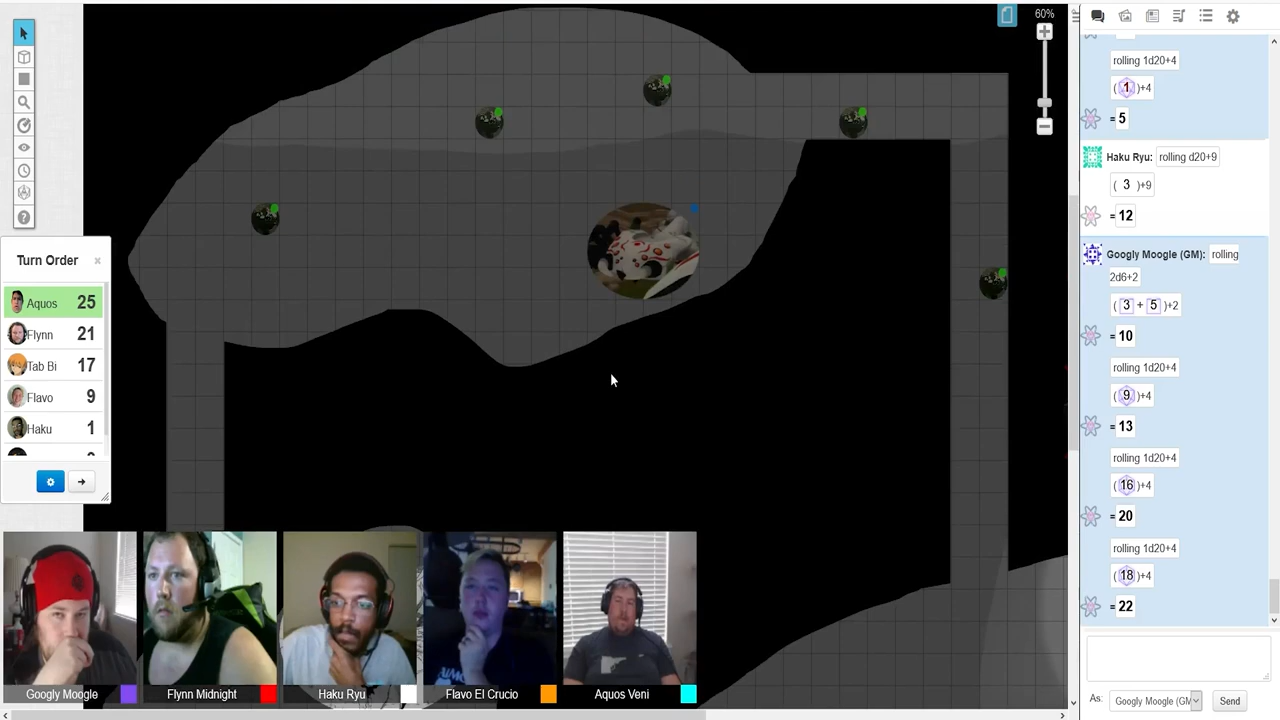 60%
rolling 1d20+4
(1)+4
= 5
Haku Ryu: rolling d20+9
( 3 )+9
= 12
Googly Moogle (GM): rolling
2d6+2
( 3 + 5 )+2
= 10
rolling 1d20+4
(9)+4
= 13
rolling 1d20+4
(16)+4
= 20
rolling 1d20+4
(18)+4
= 22
As: Googly Moogle (GM
Send
Turn Order ×
Aquos 25
Flynn 21
Tab Bi 17
Flavo 9
Haku 1
Googly Moogle
Flynn Midnight
Haku Ryu
Flavo El Crucio
Aquos Veni